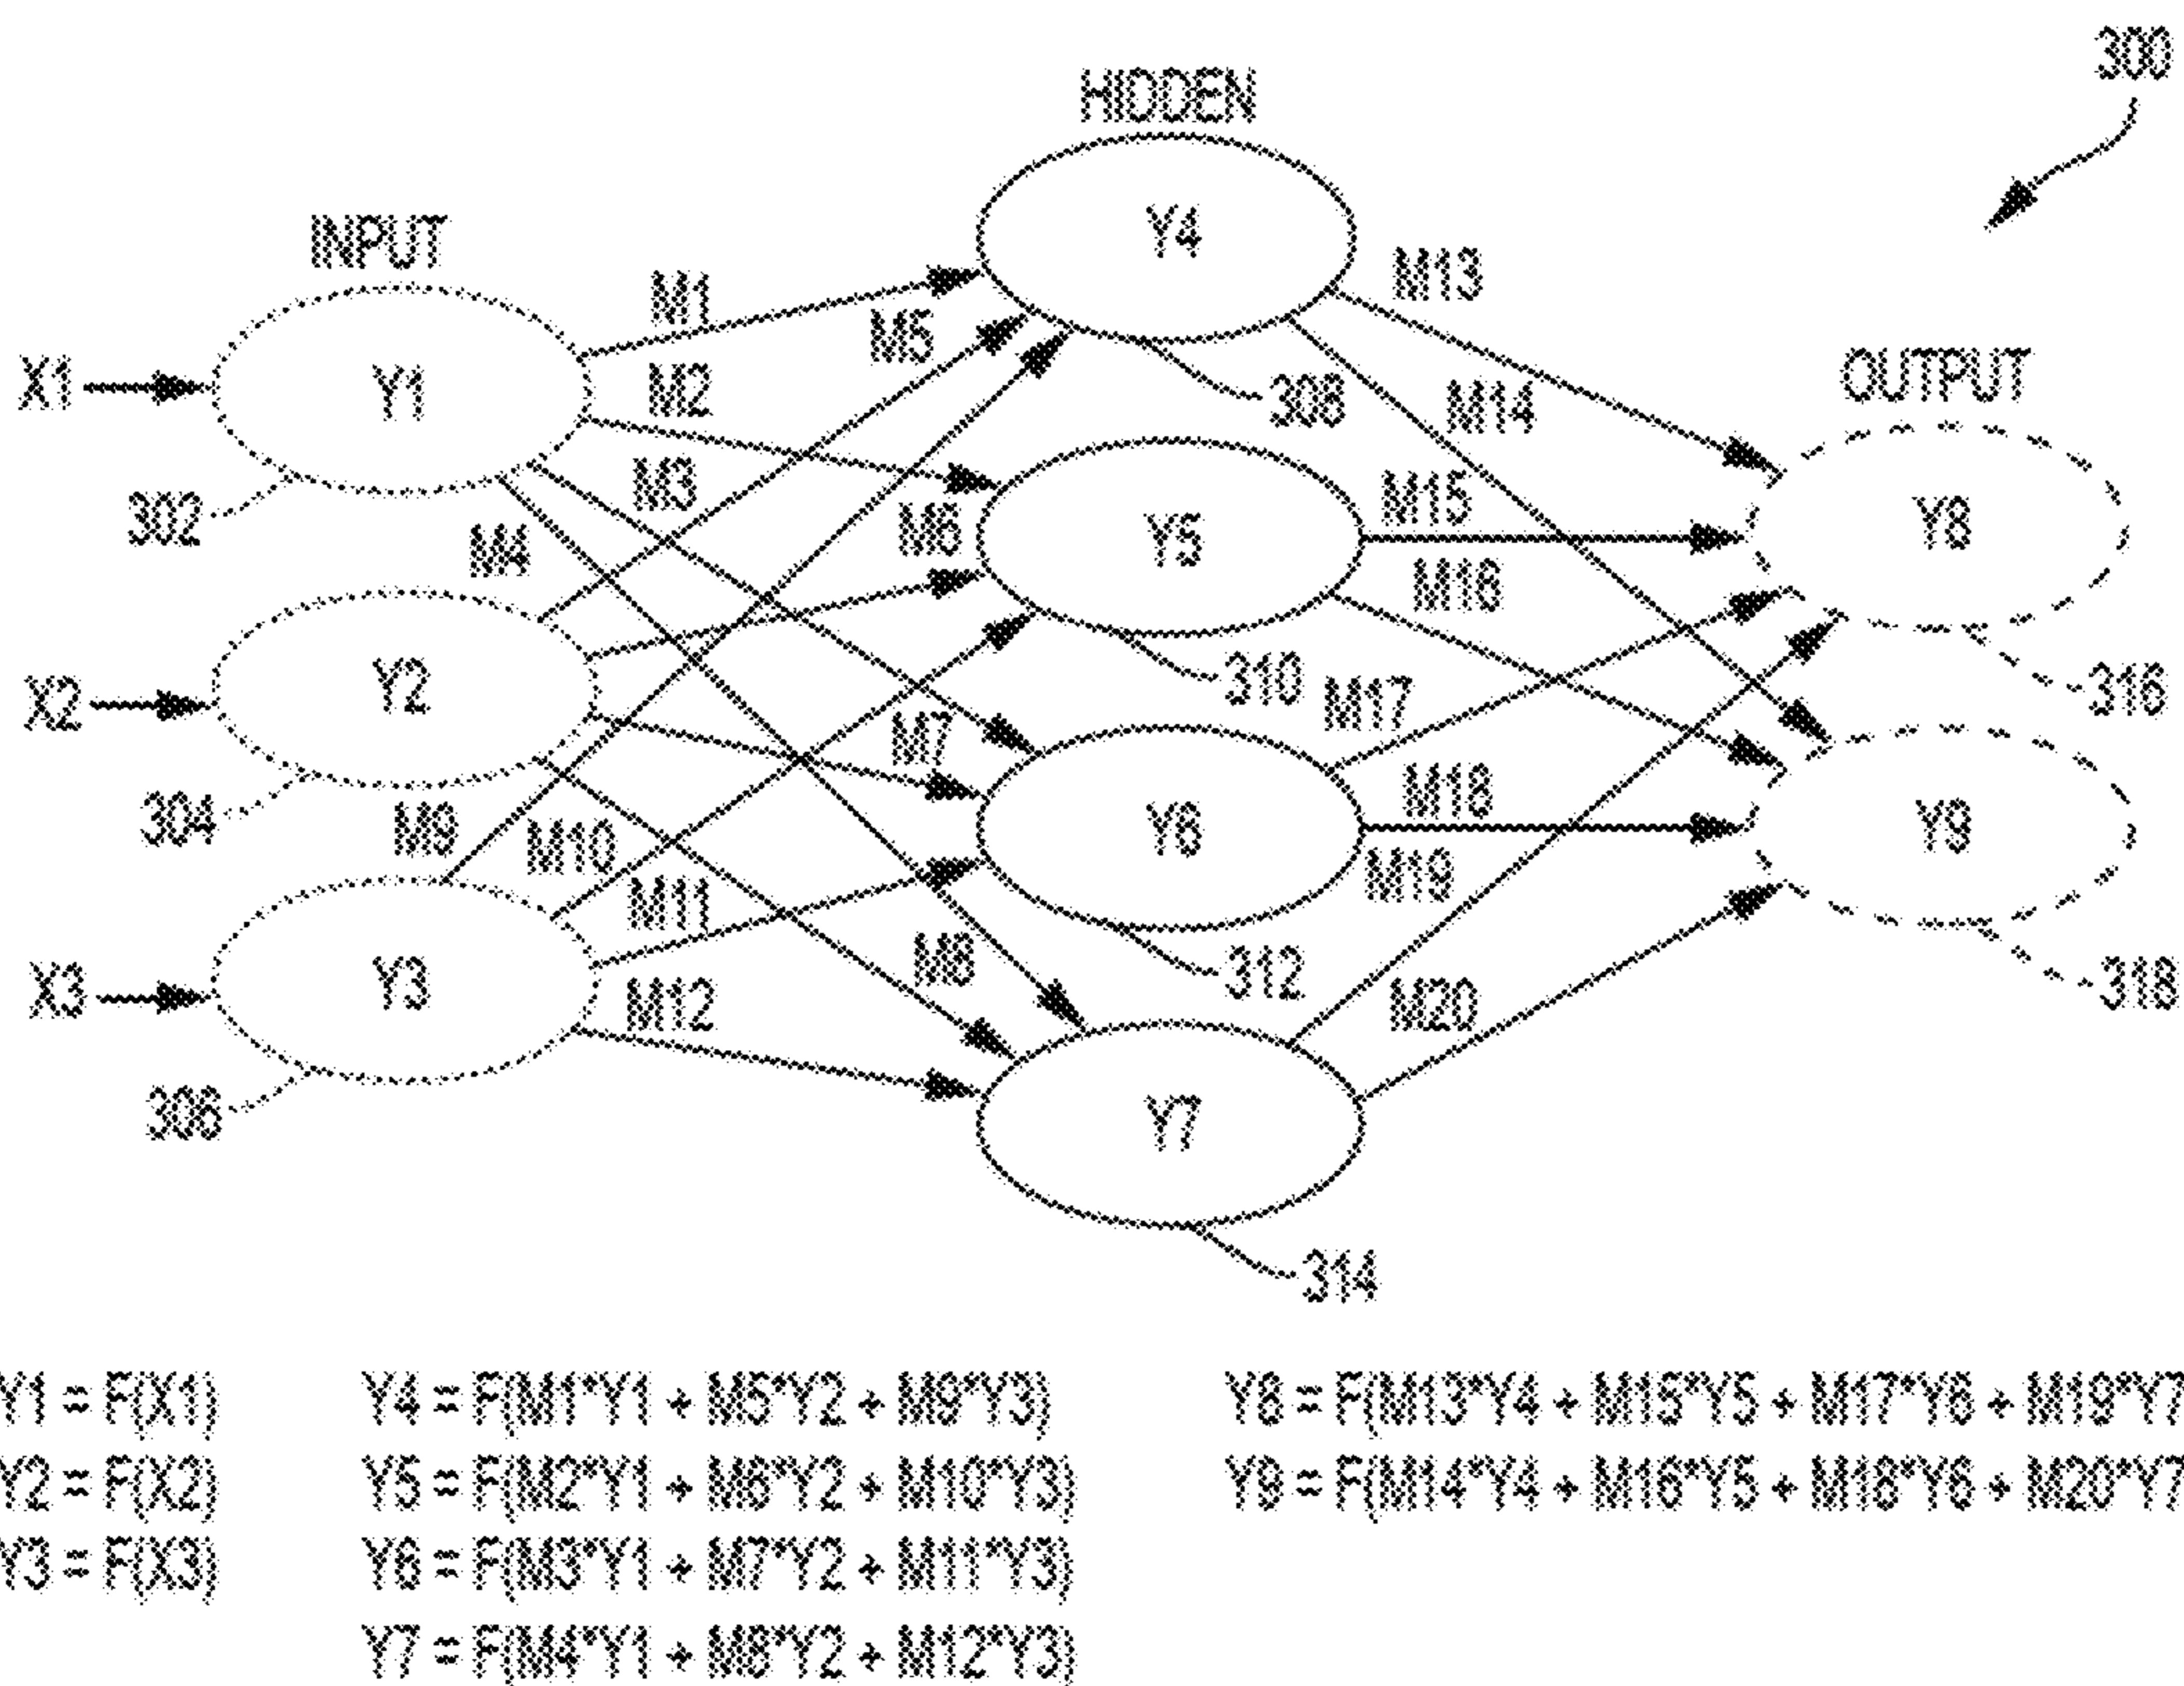 300
HIDDEN
INPUT
OUTPUT
X1
Y1
302
X2
Y2
304
X3
Y3
306
M1
M2
M3
M4
M5
M6
M7
M8
M9
M10
M11
M12
Y4
308
Y5
310
Y6
312
Y7
314
M13
M14
M15
M16
M17
M18
M19
M20
Y8
316
Y9
318
Y1 = F(X1)
Y2 = F(X2)
Y3 = F(X3)
Y4 = F(M1*Y1 + M5*Y2 + M9*Y3)
Y5 = F(M2*Y1 + M6*Y2 + M10*Y3)
Y6 = F(M3*Y1 + M7*Y2 + M11*Y3)
Y7 = F(M4*Y1 + M8*Y2 + M12*Y3)
Y8 = F(M13*Y4 + M15*Y5 + M17*Y6 + M19*Y7
Y9 = F(M14*Y4 + M16*Y5 + M18*Y6 + M20*Y7